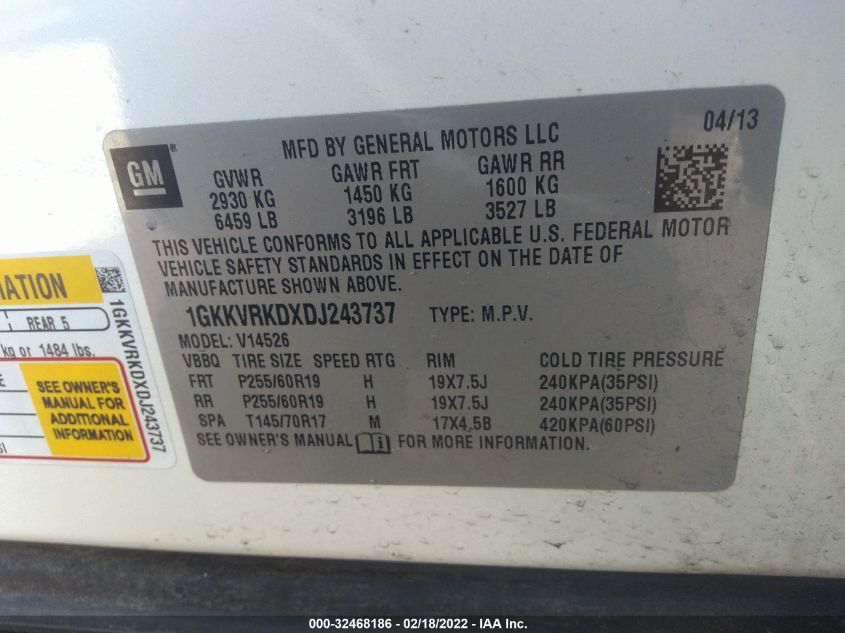 04/13
MFD BY GENERAL MOTORS LLC
GM®
GVWR GAWR FRT GAWR RR
2930 KG 1450 KG 1600 KG
6459 LB 3196 LB 3527 LB
THIS VEHICLE CONFORMS TO ALL APPLICABLE U.S. FEDERAL MOTOR
VEHICLE SAFETY STANDARDS IN EFFECT ON THE DATE OF
MANUFACTURE SHOWN ABOVE.
1GKKVRKDXDJ243737 TYPE: M.P.V.
MODEL: V14526
VBBQ TIRE SIZE SPEED RTG RIM COLD TIRE PRESSURE
FRT P255/60R19 H 19X7.5J 240KPA(35PSI)
RR P255/60R19 H 19X7.5J 240KPA(35PSI)
SPA T145/70R17 M 17X4.5B 420KPA(60PSI)
SEE OWNER'S MANUAL FOR MORE INFORMATION.
REAR 5
kg or 1484 lbs.
SEE OWNER'S
MANUAL FOR
ADDITIONAL
INFORMATION
1GKKVRKDXDJ243737
000-32468186 - 02/18/2022 - IAA Inc.